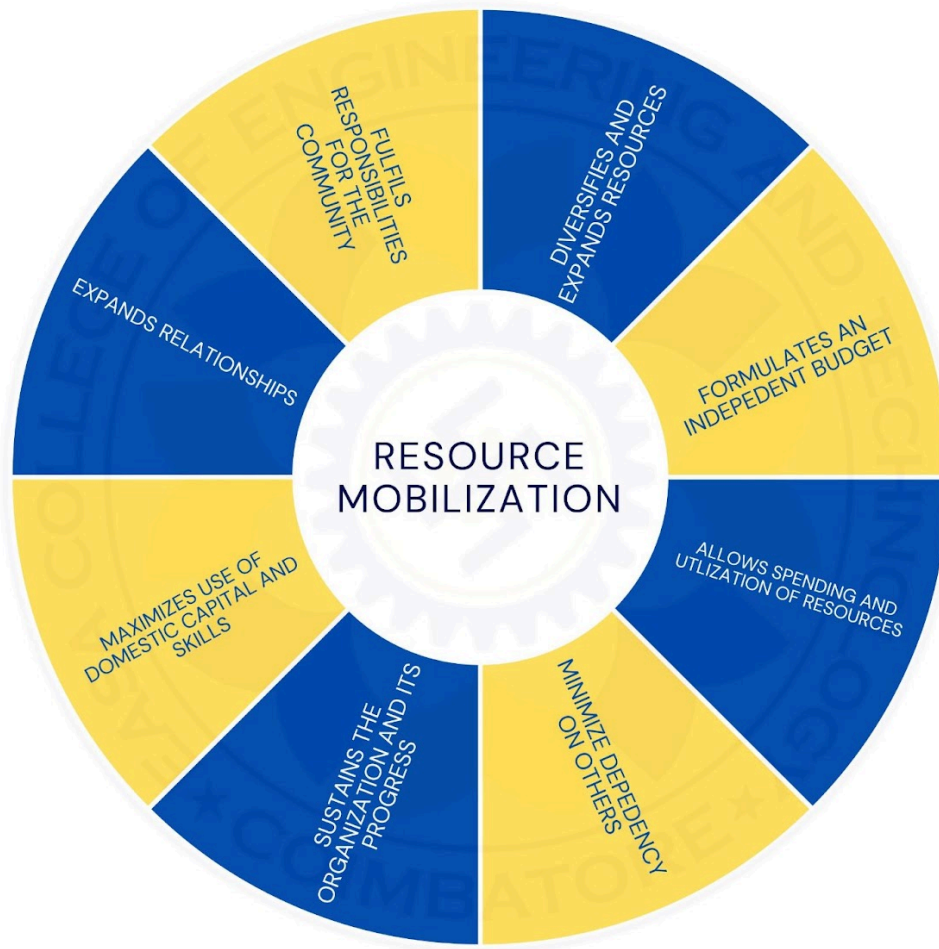 RESOURCE
MOBILIZATION
DIVERSIFIES AND
EXPANDS RESOURCES
FORMULATES AN
INDEPEDENT BUDGET
ALLOWS SPENDING AND
UTLIZATION OF RESOURCES
MINIMIZE DEPEDENCY
ON OTHERS
SUSTAINS THE
ORGANIZATION AND ITS
PROGRESS
MAXIMIZES USE OF
DOMESTIC CAPITAL AND
SKILLS
EXPANDS RELATIONSHIPS
FULFILS
RESPONSIBILITIES
FOR THE
COMMUNITY
COLLEGE OF ENGINEERING AND TECHNOLOGY